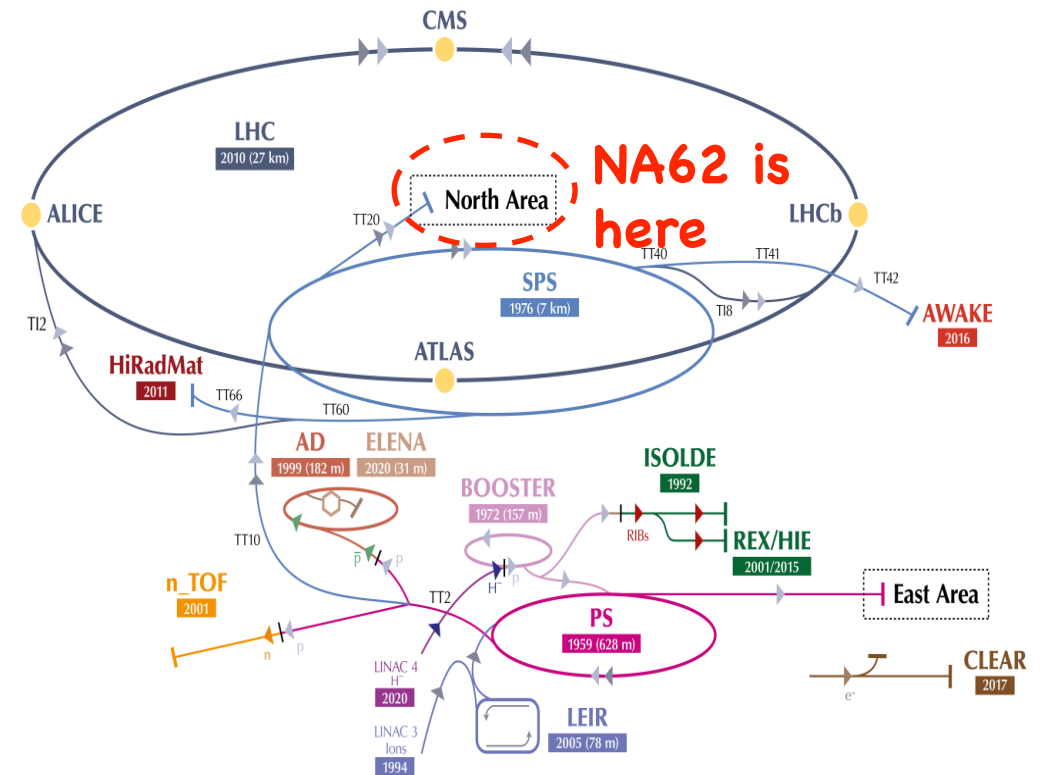 CMS
LHC
2010 (27 km)
NA62 is
here
North Area
TT20
ALICE
LHCb
TT40
TT41
TT42
SPS
1976 (7 km)
TI8
AWAKE
2016
TI2
ATLAS
HiRadMat
2011
TT66
TT60
AD
1999 (182 m)
ELENA
2020 (31 m)
BOOSTER
1972 (157 m)
ISOLDE
1992
RIBs
REX/HIE
2001/2015
TT10
p̅
p
H⁻
p
n_TOF
2001
TT2
East Area
n
p
PS
1959 (628 m)
LINAC 4
H⁻
2020
CLEAR
2017
e⁻
LEIR
2005 (78 m)
LINAC 3
Ions
1994